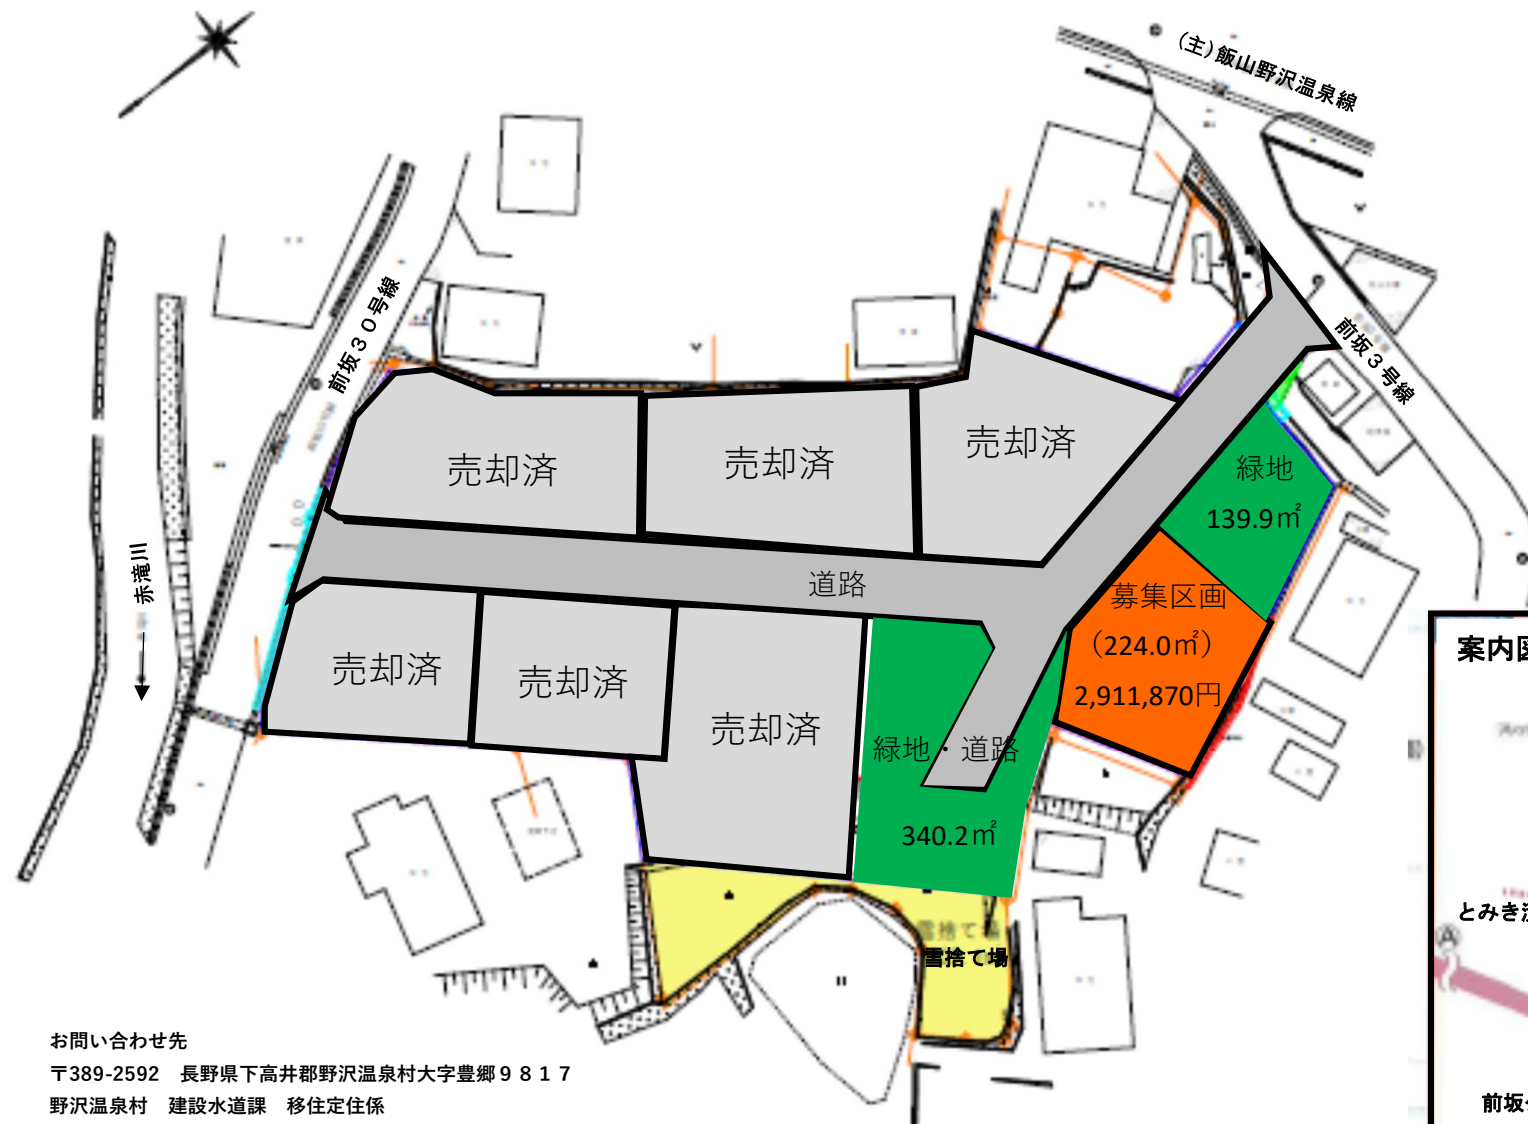 (主)飯山野沢温泉線
前坂３０号線
前坂３号線
赤滝川
売却済
売却済
売却済
緑地
139.9㎡
道路
募集区画
（224.0㎡）
2,911,870円
売却済
売却済
売却済
緑地・道路
340.2㎡
雪捨て場
雪捨て場
案内図
とみき
前坂
お問い合わせ先
〒389-2592　長野県下高井郡野沢温泉村大字豊郷９８１７
野沢温泉村　建設水道課　移住定住係